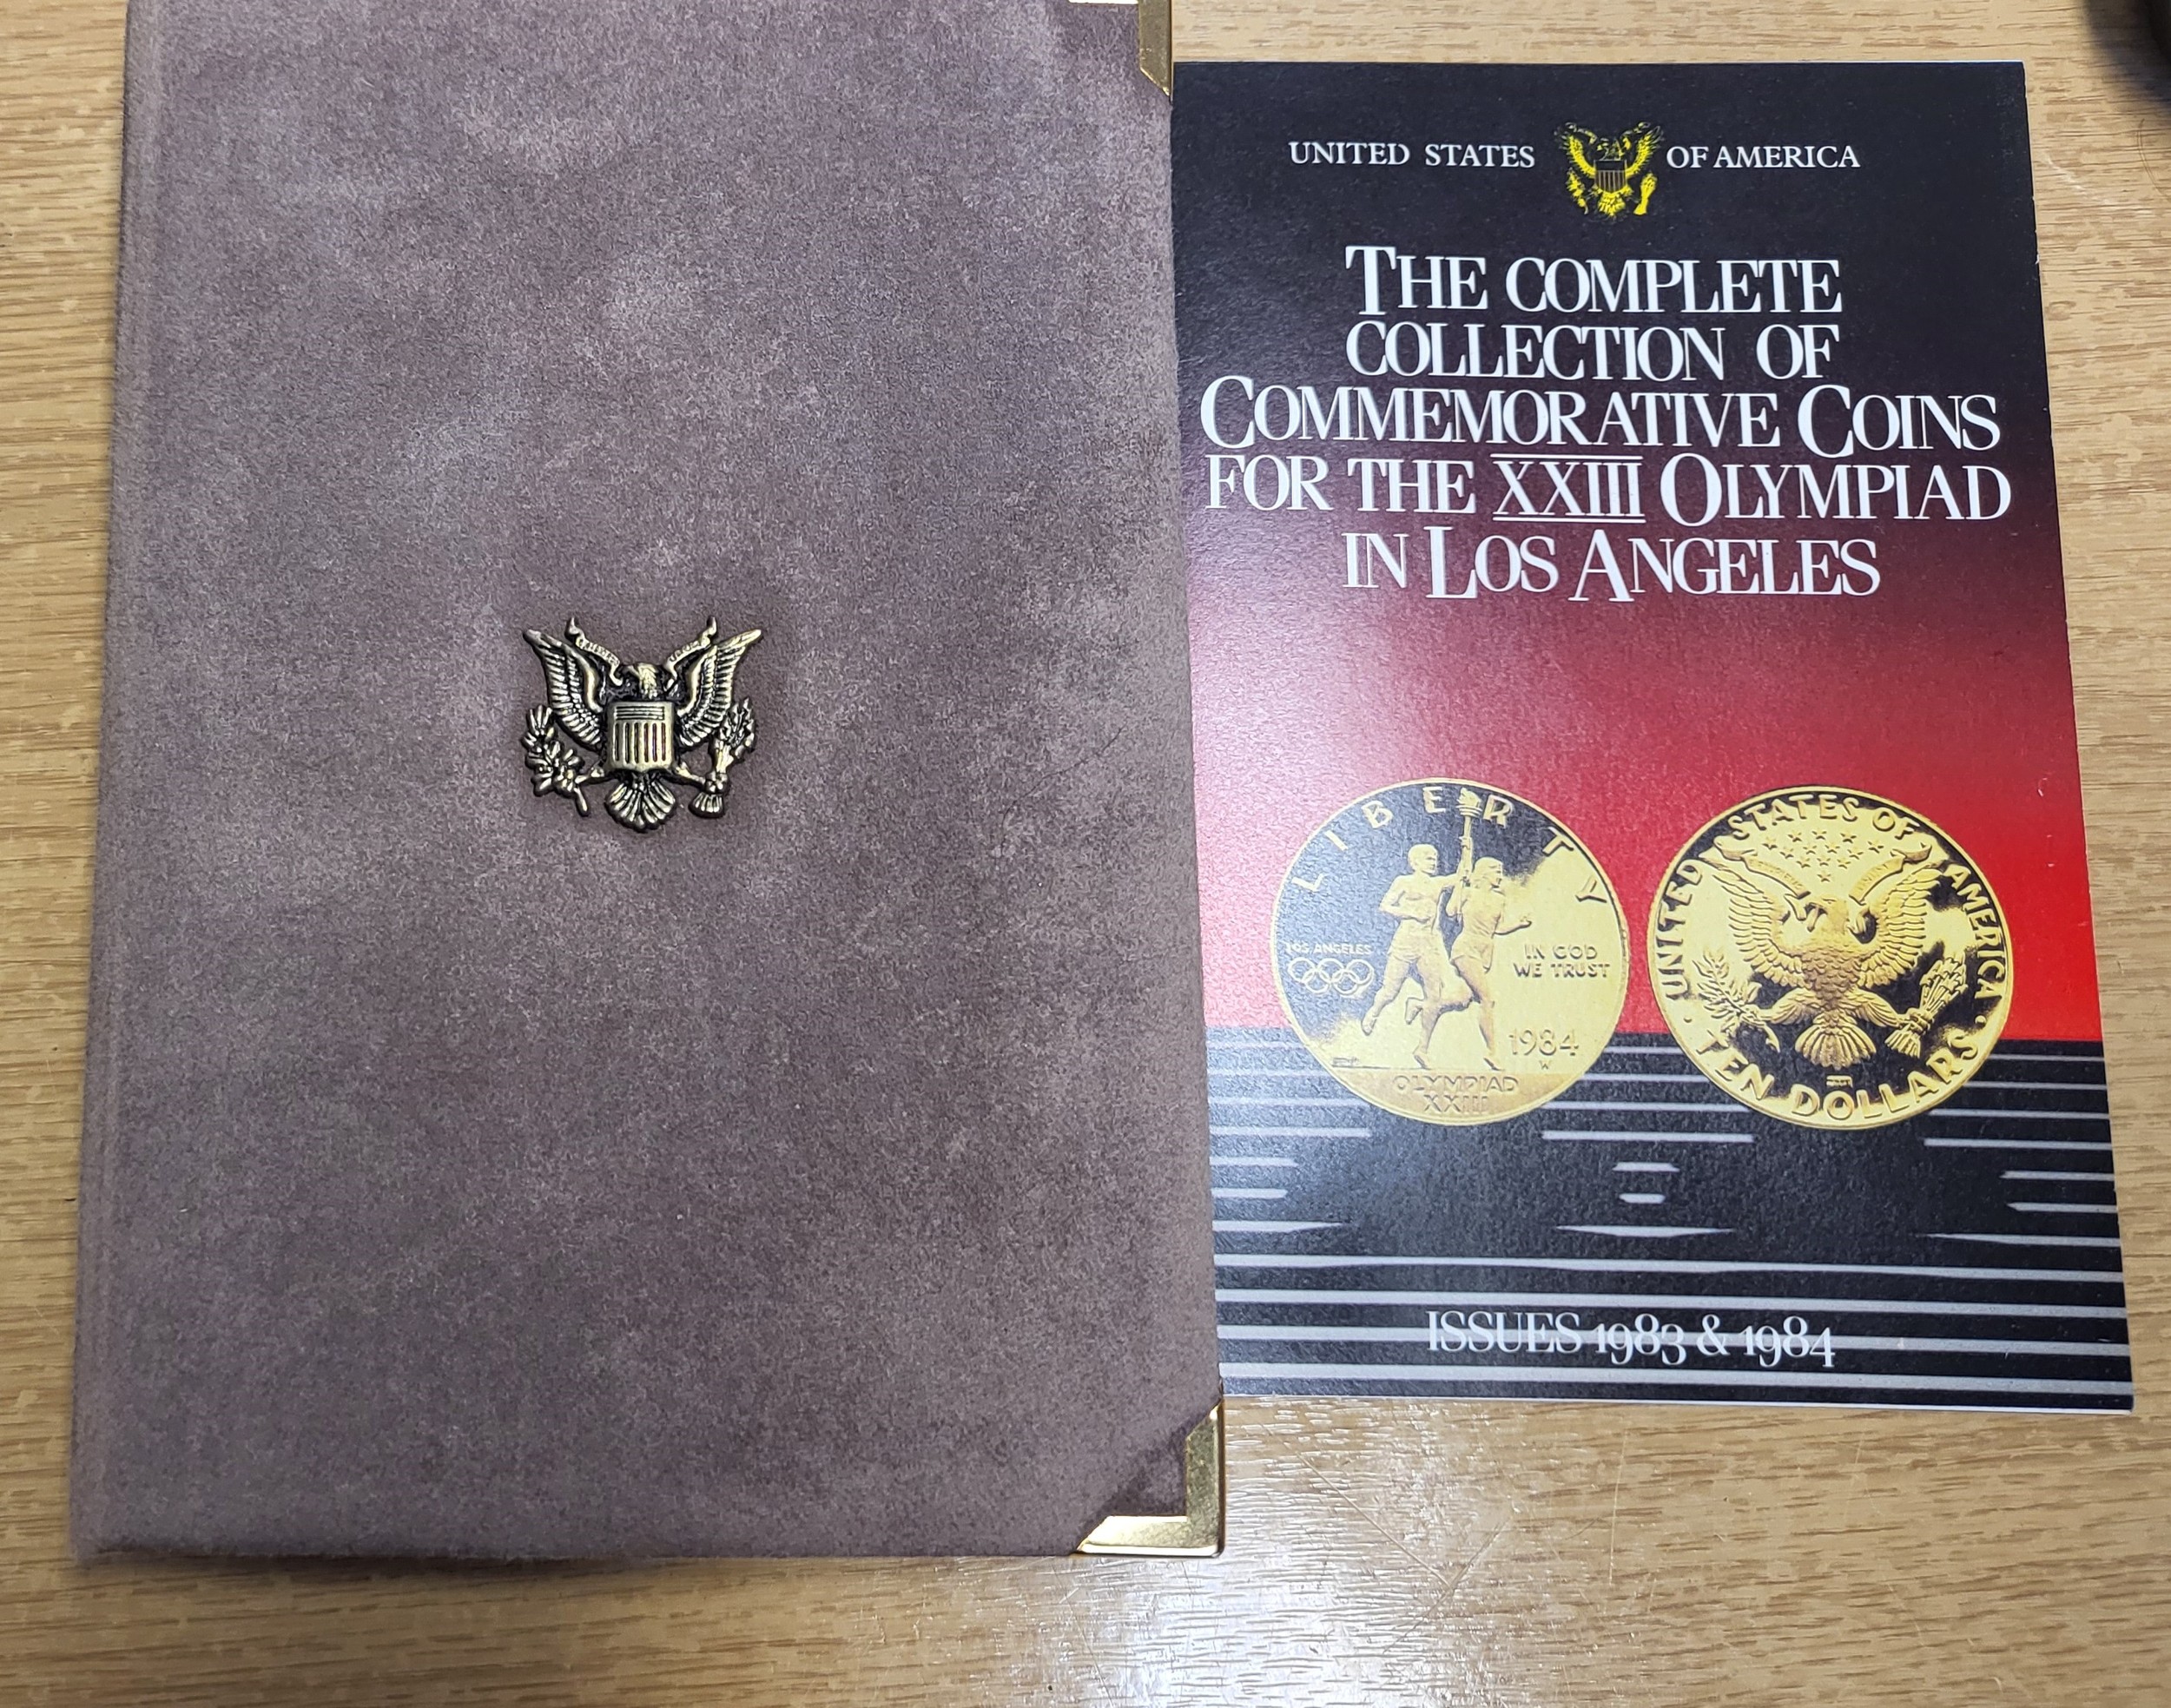 UNITED STATES OF AMERICA
THE COMPLETE
COLLECTION OF
COMMEMORATIVE COINS
FOR THE XXIII OLYMPIAD
IN LOS ANGELES
LIBERTY
LOS ANGELES
IN GOD
WE TRUST
1984
W
OLYMPIAD
XXIII
UNITED STATES OF AMERICA
TEN DOLLARS
ISSUES 1983 & 1984